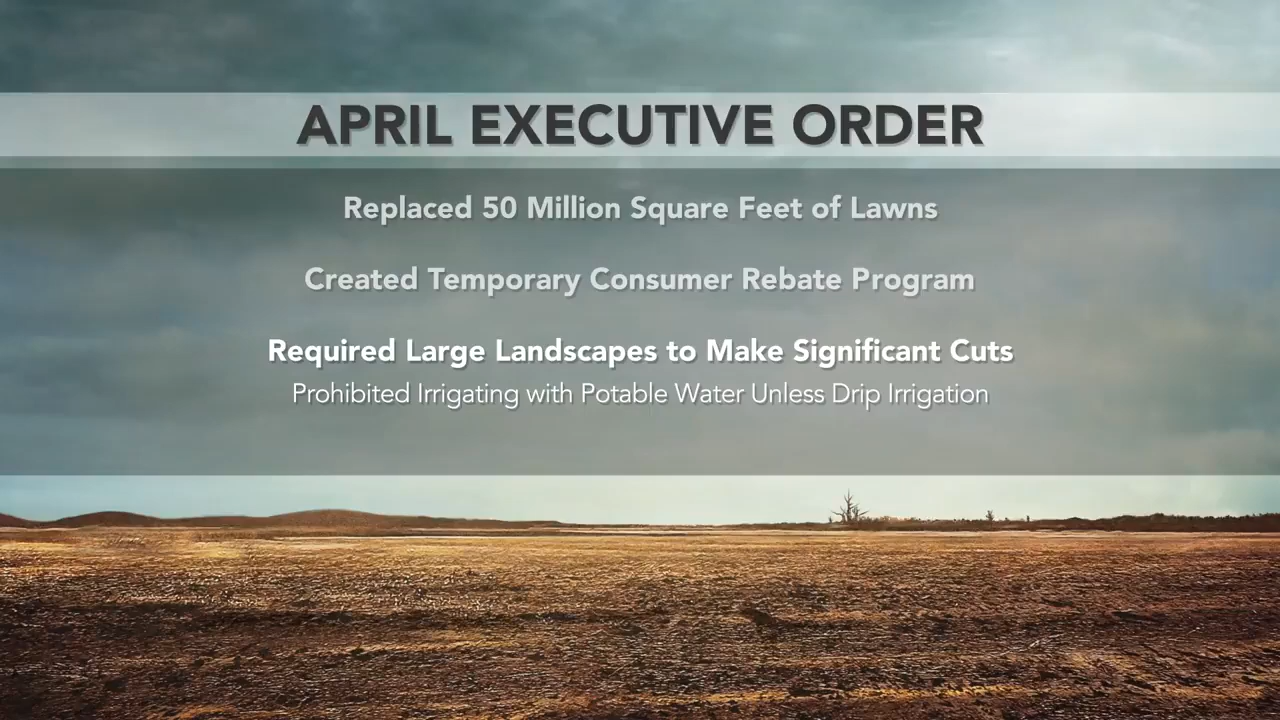 APRIL EXECUTIVE ORDER
Replaced 50 Million Square Feet of Lawns
Created Temporary Consumer Rebate Program
Required Large Landscapes to Make Significant Cuts
Prohibited Irrigating with Potable Water Unless Drip Irrigation